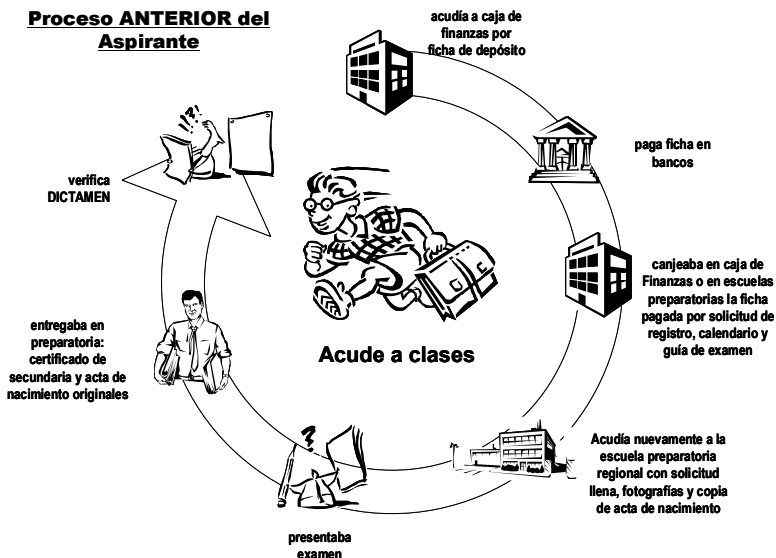 Proceso ANTERIOR del
Aspirante
acudía a caja de
finanzas por
ficha de depósito
paga ficha en
bancos
canjeaba en caja de
Finanzas o en escuelas
preparatorias la ficha
pagada por solicitud de
registro, calendario y
guía de examen
Acudía nuevamente a la
escuela preparatoria
regional con solicitud
llena, fotografías y copia
de acta de nacimiento
presentaba
examen
entregaba en
preparatoria:
certificado de
secundaria y acta de
nacimiento originales
verifica
DICTAMEN
Acude a clases